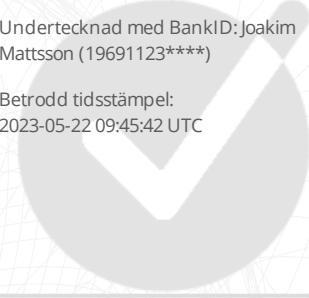 Undertecknad med BankID: Joakim
Mattsson (19691123****)
Betrodd tidsstämpel:
2023-05-22 09:45:42 UTC